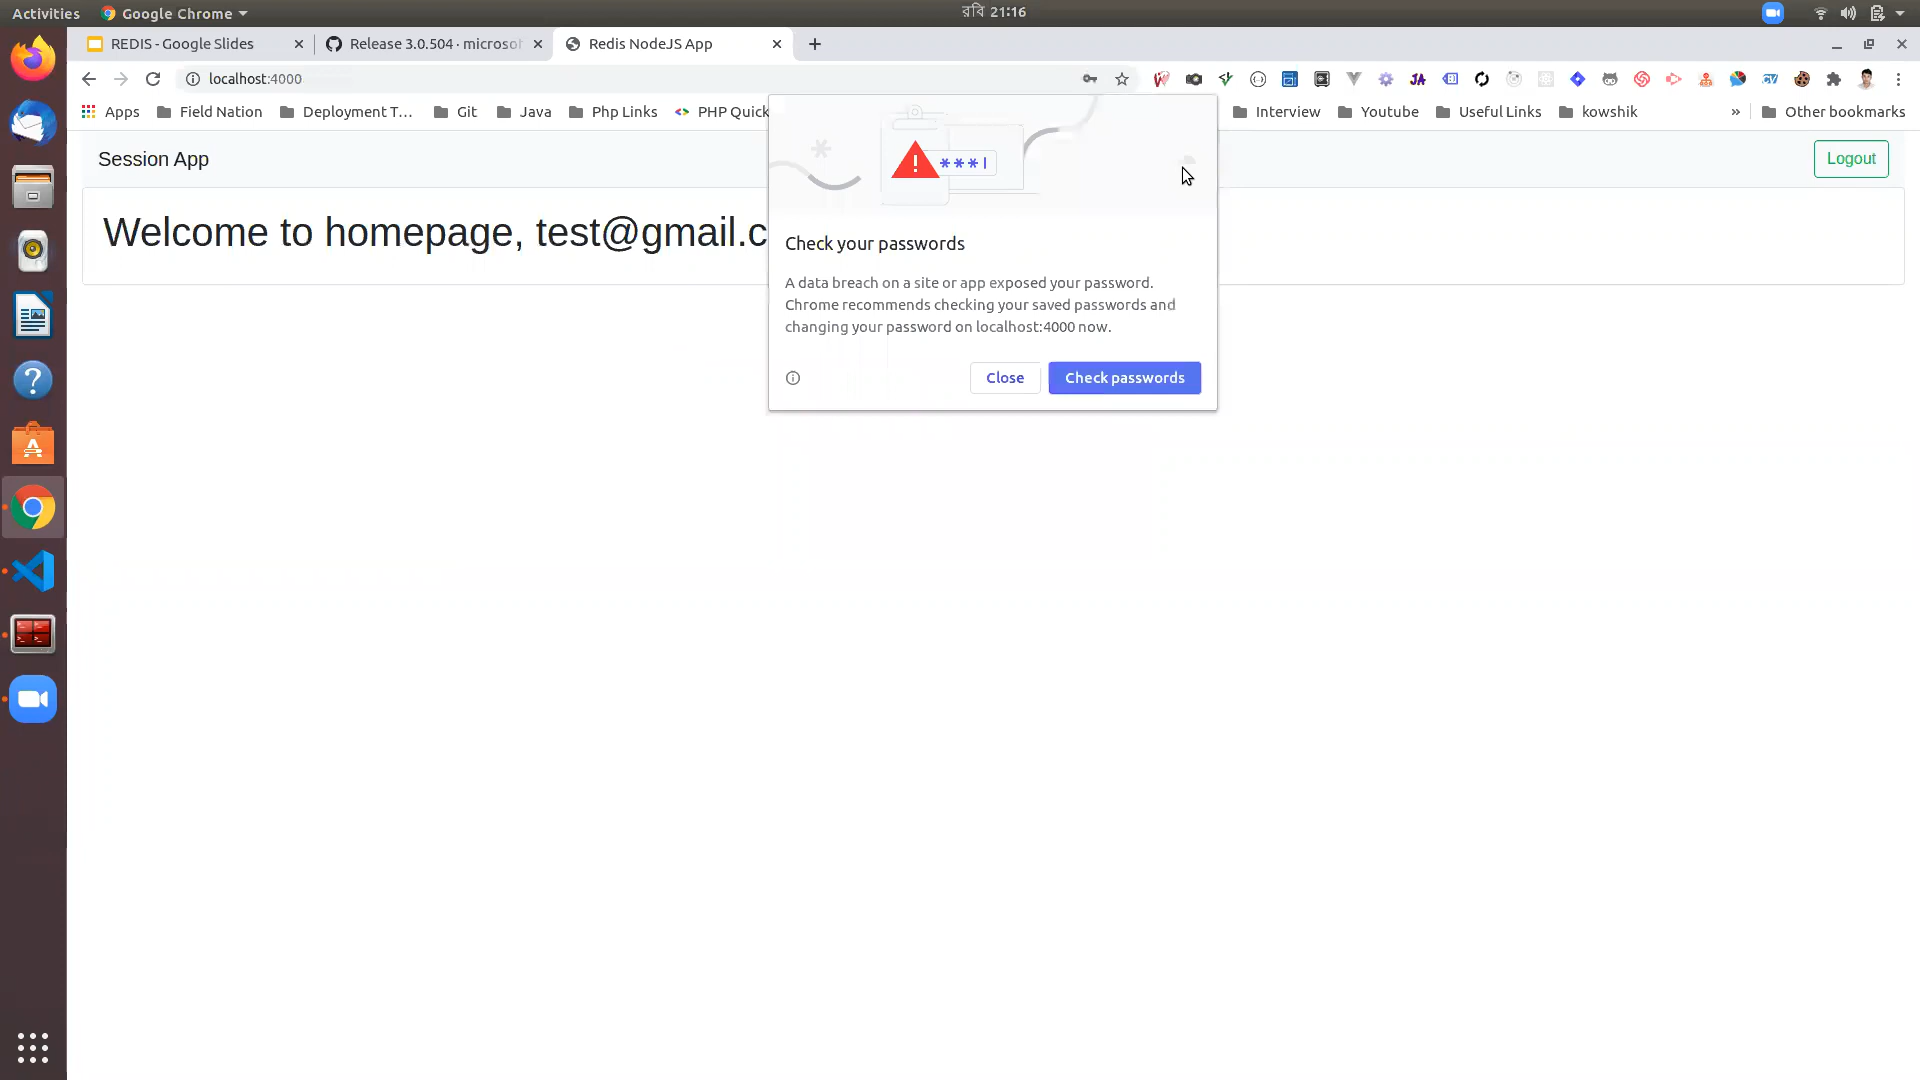 Activities
Google Chrome
রবি 21:16
REDIS - Google Slides
Release 3.0.504 · microsof
Redis NodeJS App
localhost:4000
Apps
Field Nation
Deployment T...
Git
Java
Php Links
PHP Quick
Interview
Youtube
Useful Links
kowshik
»
Other bookmarks
Session App
Logout
Welcome to homepage, test@gmail.c
***
Check your passwords
A data breach on a site or app exposed your password.
Chrome recommends checking your saved passwords and
changing your password on localhost:4000 now.
Close
Check passwords